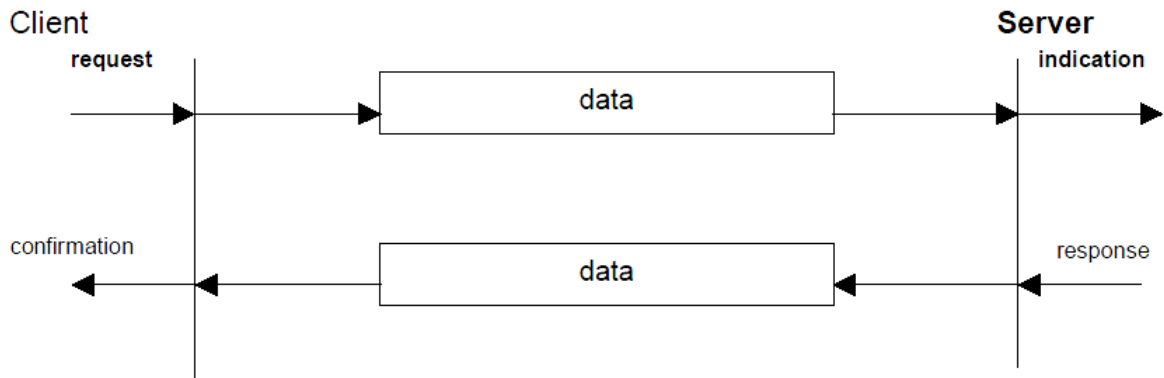 Client
Server
request
indication
data
confirmation
response
data